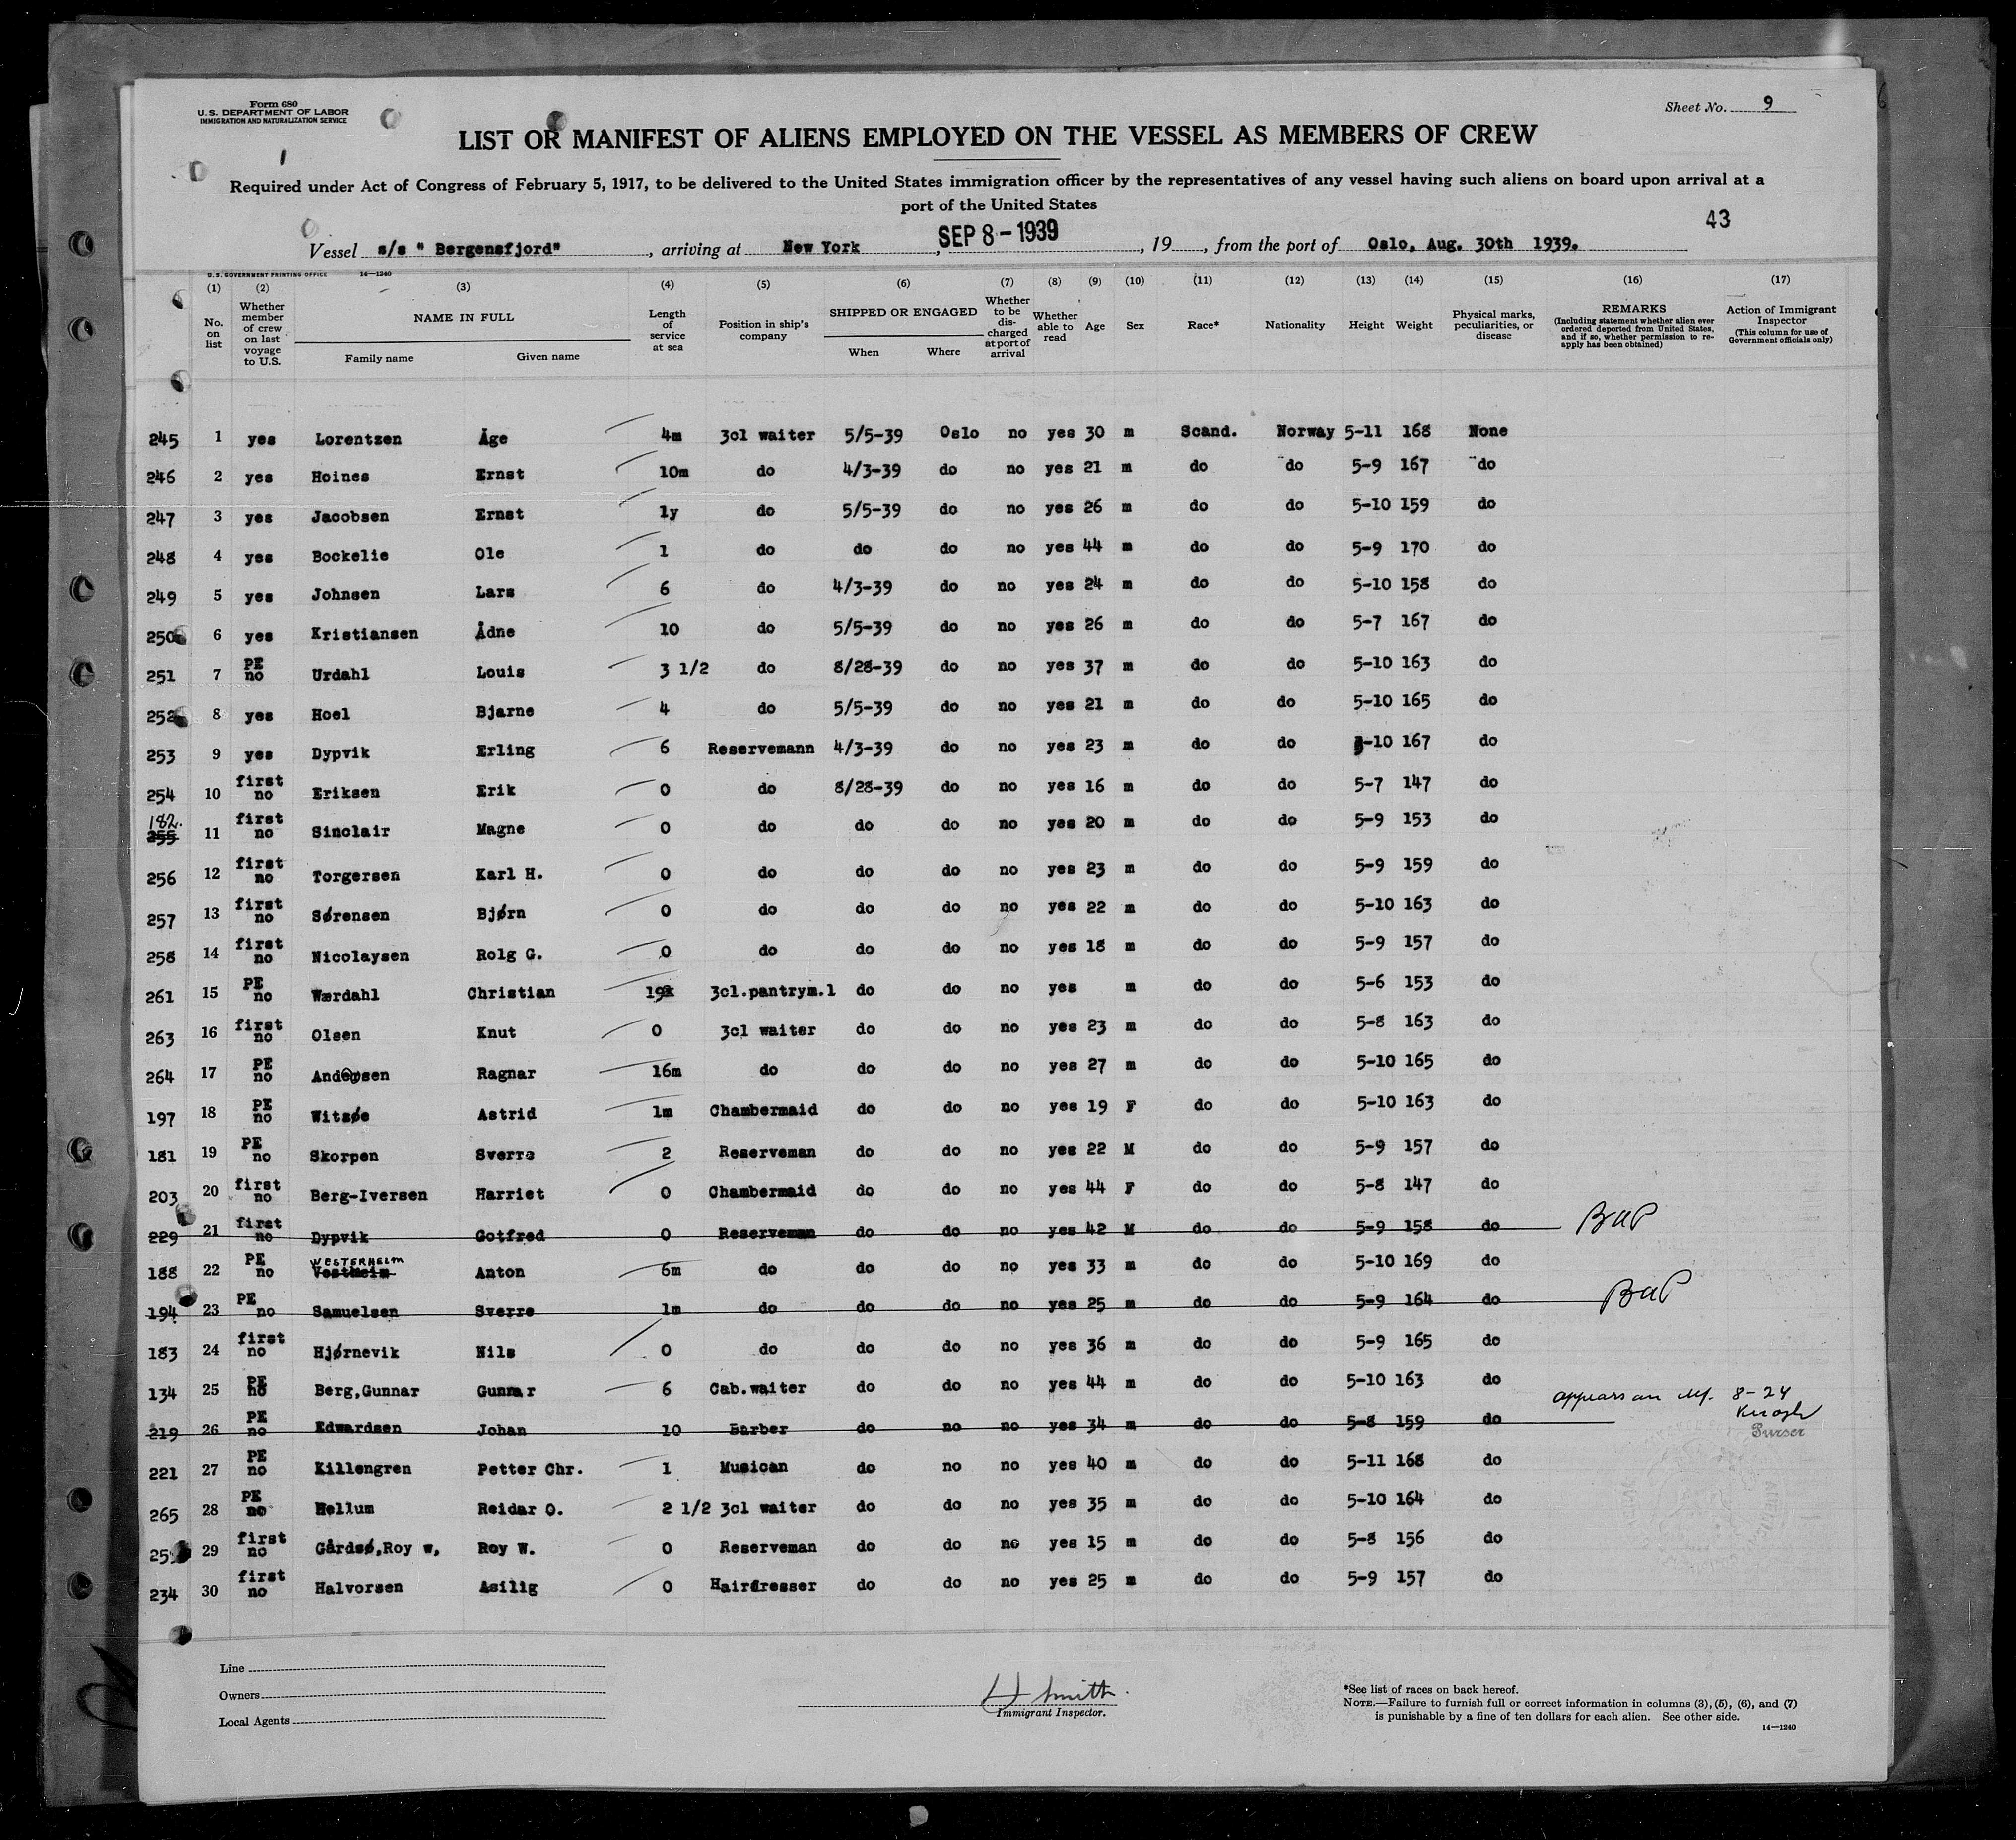 Form 680
U. S. DEPARTMENT OF LABOR
IMMIGRATION AND NATURALIZATION SERVICE
Sheet No. 9
LIST OR MANIFEST OF ALIENS EMPLOYED ON THE VESSEL AS MEMBERS OF CREW
Required under Act of Congress of February 5, 1917, to be delivered to the United States immigration officer by the representatives of any vessel having such aliens on board upon arrival at a
port of the United States
43
Vessel s/s " Bergensfjord" , arriving at New York , SEP 8 - 1939 , 19 , from the port of Oslo, Aug. 30th 1939.
U. S. GOVERNMENT PRINTING OFFICE 14—1240
(1) (2) (3) (4) (5) (6) (7) (8) (9) (10) (11) (12) (13) (14) (15) (16) (17)
No. on list
Whether member of crew on last voyage to U.S.
NAME IN FULL
Family name Given name
Length of service at sea
Position in ship's company
SHIPPED OR ENGAGED
When Where
Whether to be discharged at port of arrival
Whether able to read
Age
Sex
Race*
Nationality
Height
Weight
Physical marks, peculiarities, or disease
REMARKS
(Including statement whether alien ever ordered deported from United States, and if so, whether permission to reapply has been obtained)
Action of Immigrant Inspector
(This column for use of Government officials only)
245 1 yes Lorentzen Åge 4m 3cl waiter 5/5-39 Oslo no yes 30 m Scand. Norway 5-11 168 None
246 2 yes Hoines Ernst 10m do 4/3-39 do no yes 21 m do do 5-9 167 do
247 3 yes Jacobsen Ernst 1y do 5/5-39 do no yes 26 m do do 5-10 159 do
248 4 yes Bockelie Ole 1 do do do no yes 44 m do do 5-9 170 do
249 5 yes Johnsen Lars 6 do 4/3-39 do no yes 24 m do do 5-10 158 do
250 6 yes Kristiansen Ådne 10 do 5/5-39 do no yes 26 m do do 5-7 167 do
251 7 PE no Urdahl Louis 3 1/2 do 8/28-39 do no yes 37 m do do 5-10 163 do
252 8 yes Hoel Bjarne 4 do 5/5-39 do no yes 21 m do do 5-10 165 do
253 9 yes Dypvik Erling 6 Reservemann 4/3-39 do no yes 23 m do do 5-10 167 do
254 10 first no Eriksen Erik 0 do 8/28-39 do no yes 16 m do do 5-7 147 do
182. 255 11 first no Sinclair Magne 0 do do do no yes 20 m do do 5-9 153 do
256 12 first no Torgersen Karl H. 0 do do do no yes 23 m do do 5-9 159 do
257 13 first no Sørensen Bjørn 0 do do do no yes 22 m do do 5-10 163 do
258 14 first no Nicolaysen Rolg G. 0 do do do no yes 18 m do do 5-9 157 do
261 15 PE no Wærdahl Christian 19 3cl.pantrym.1 do do no yes m do do 5-6 153 do
263 16 first no Olsen Knut 0 3cl waiter do do no yes 23 m do do 5-8 163 do
264 17 PE no Andersen Ragnar 16m do do do no yes 27 m do do 5-10 165 do
197 18 PE no Witzøe Astrid 1m Chambermaid do do no yes 19 F do do 5-10 163 do
181 19 PE no Skorpen Sverre 2 Reserveman do do no yes 22 M do do 5-9 157 do
203 20 first no Berg-Iversen Harriet 0 Chambermaid do do no yes 44 F do do 5-8 147 do
229 21 first no Dypvik Gotfred 0 Reserveman do do no yes 42 M do do 5-9 158 do
188 22 PE no WESTERHEIM Vestheim Anton 6m do do do no yes 33 m do do 5-10 169 do
194 23 PE no Samuelsen Sverre 1m do do do no yes 25 m do do 5-9 164 do
183 24 first no Hjørnevik Nils 0 do do do no yes 36 m do do 5-9 165 do
134 25 PE no Berg,Gunnar Gunnar 6 Cab.waiter do do no yes 44 m do do 5-10 163 do appears on 8-24
219 26 PE no Edwardsen Johan 10 Barber do no no yes 34 m do do 5-8 159 do
Purser
221 27 PE no Killengren Petter Chr. 1 Musican do no no yes 40 m do do 5-11 168 do
265 28 PE no Hellum Reidar O. 2 1/2 3cl waiter do do no yes 35 m do do 5-10 164 do
25 29 first no Gårdsø,Roy w, Roy W. 0 Reserveman do do no yes 15 m do do 5-8 156 do
234 30 first no Halvorsen Asilig 0 Hairdresser do do no yes 25 m do do 5-9 157 do
Line
Owners
Local Agents
H Smith.
Immigrant Inspector.
*See list of races on back hereof.
NOTE.—Failure to furnish full or correct information in columns (3), (5), (6), and (7)
is punishable by a fine of ten dollars for each alien. See other side.
14—1240